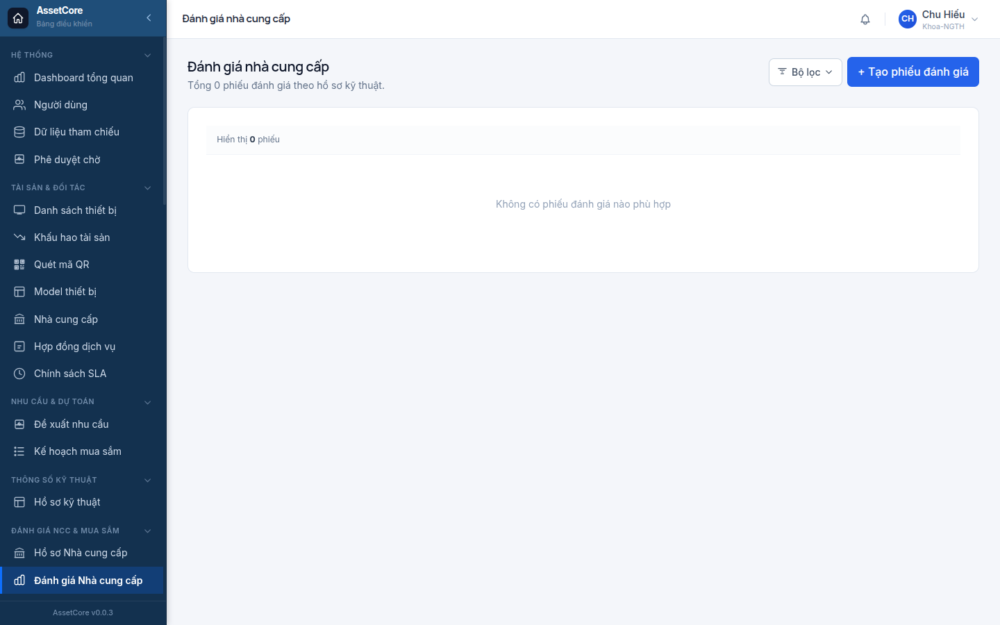 AssetCore
Bảng điều khiển
HỆ THỐNG
Dashboard tổng quan
Người dùng
Dữ liệu tham chiếu
Phê duyệt chờ
TÀI SẢN & ĐỐI TÁC
Danh sách thiết bị
Khấu hao tài sản
Quét mã QR
Model thiết bị
Nhà cung cấp
Hợp đồng dịch vụ
Chính sách SLA
NHU CẦU & DỰ TOÁN
Đề xuất nhu cầu
Kế hoạch mua sắm
THÔNG SỐ KỸ THUẬT
Hồ sơ kỹ thuật
ĐÁNH GIÁ NCC & MUA SẮM
Hồ sơ Nhà cung cấp
Đánh giá Nhà cung cấp
AssetCore v0.0.3
Đánh giá nhà cung cấp
CH
Chu Hiếu
Khoa-NGTH
Đánh giá nhà cung cấp
Tổng 0 phiếu đánh giá theo hồ sơ kỹ thuật.
Bộ lọc
+ Tạo phiếu đánh giá
Hiển thị 0 phiếu
Không có phiếu đánh giá nào phù hợp